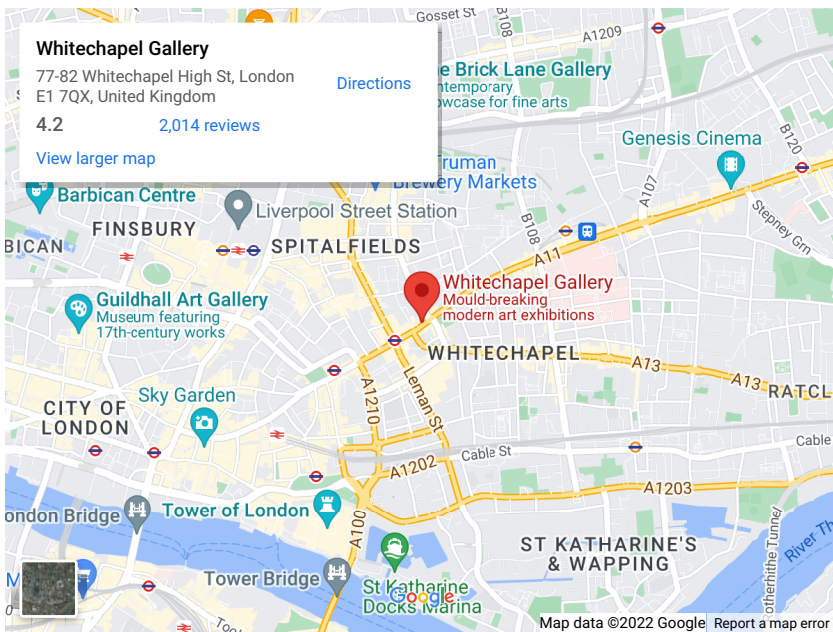 Gosset St
B108
A1209
Whitechapel Gallery
77-82 Whitechapel High St, London
E1 7QX, United Kingdom
Directions
4.2
2,014 reviews
View larger map
e Brick Lane Gallery
ntemporary
owcase for fine arts
Genesis Cinema
B120
ruman
Brewery Markets
A107
Stepney Grn
Barbican Centre
Liverpool Street Station
B108
FINSBURY
BICAN
SPITALFIELDS
A11
Whitechapel Gallery
Mould-breaking
modern art exhibitions
Guildhall Art Gallery
Museum featuring
17th-century works
WHITECHAPEL
A13
A13
RATCL
Sky Garden
A1210
Leman St
CITY OF
LONDON
Cable St
Cable
A1202
A1203
Tower of London
ondon Bridge
A100
ST KATHARINE'S
& WAPPING
River Th
otherhithe Tunnel
Tower Bridge
St Katharine
Docks Marina
M
Google
Tool
Map data ©2022 Google
Report a map error